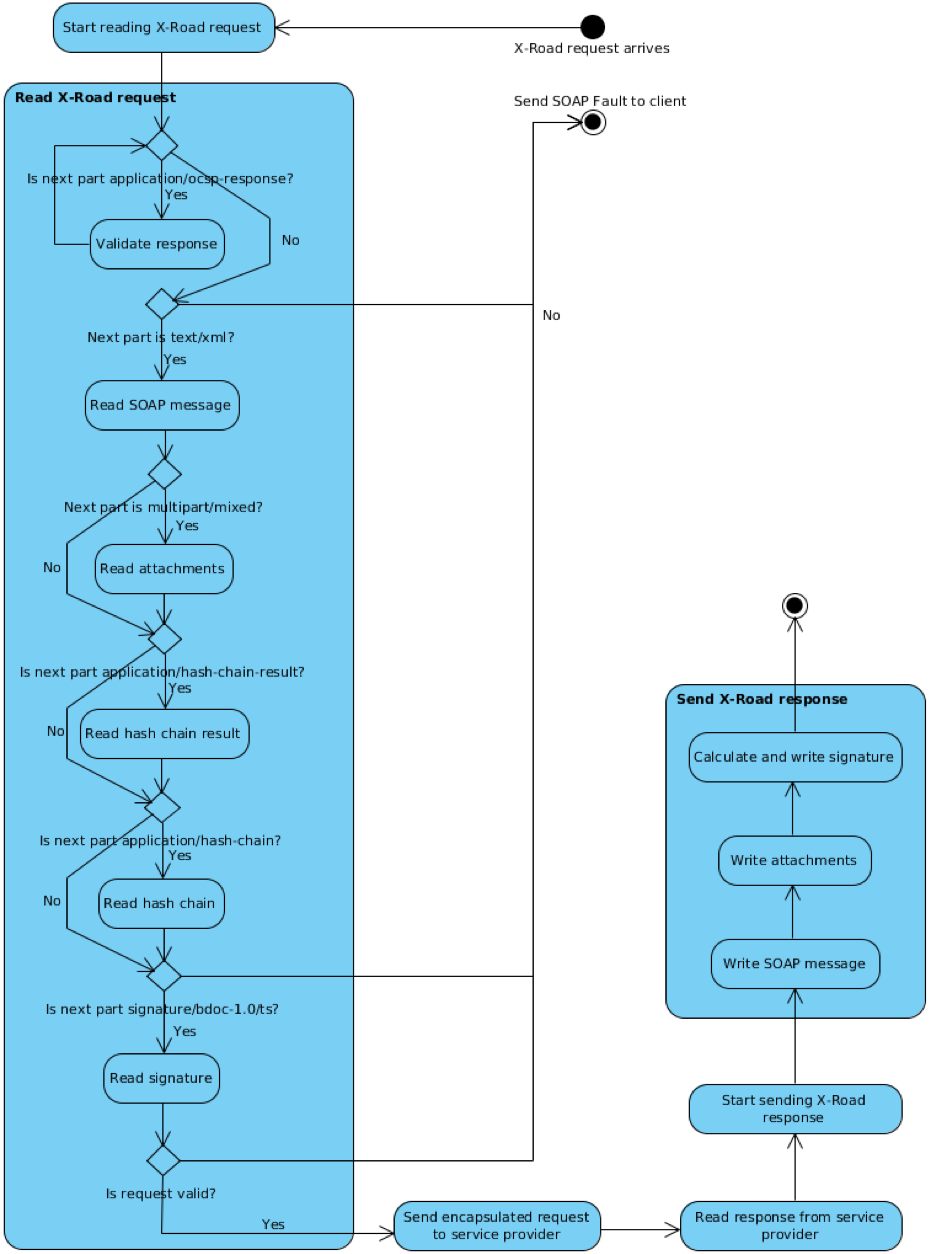 Start reading X-Road request
X-Road request arrives
Read X-Road request
Send SOAP Fault to client
Is next part application/ocsp-response?
Yes
No
Validate response
No
Next part is text/xml?
Yes
Read SOAP message
Next part is multipart/mixed?
Yes
No
Read attachments
Is next part application/hash-chain-result?
Yes
No
Read hash chain result
Is next part application/hash-chain?
Yes
No
Read hash chain
Is next part signature/bdoc-1.0/ts?
Yes
Read signature
Is request valid?
Yes
Send encapsulated request
to service provider
Read response from service
provider
Start sending X-Road
response
Send X-Road response
Calculate and write signature
Write attachments
Write SOAP message